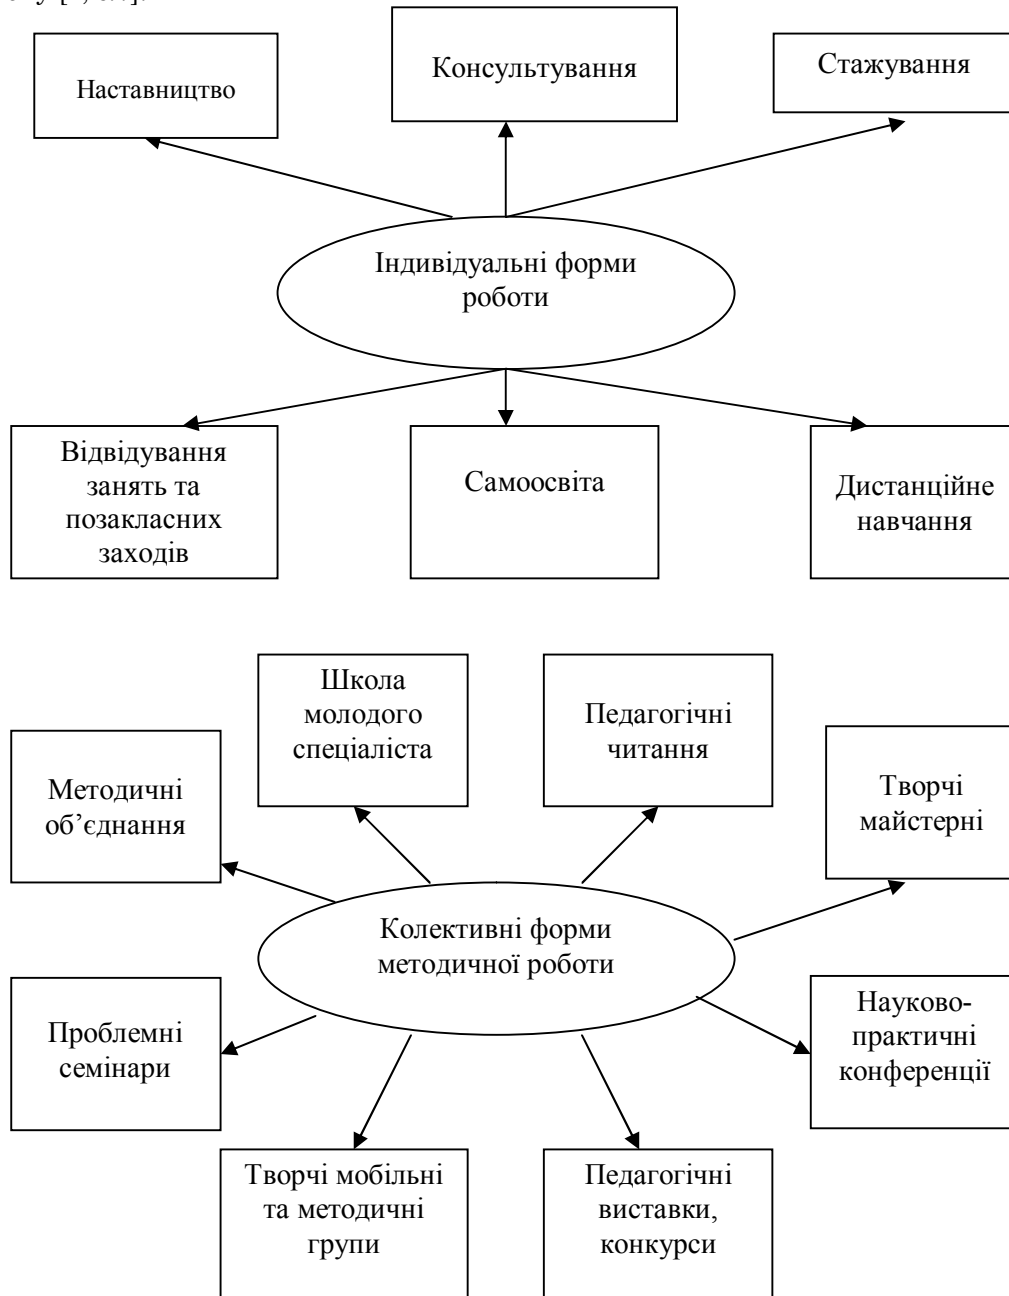 Наставництво
Консультування
Стажування
Індивідуальні форми
роботи
Відвідування
занять та
позакласних
заходів
Самоосвіта
Дистанційне
навчання
Школа
молодого
спеціаліста
Педагогічні
читання
Методичні
об’єднання
Творчі
майстерні
Колективні форми
методичної роботи
Проблемні
семінари
Науково-
практичні
конференції
Творчі мобільні
та методичні
групи
Педагогічні
виставки,
конкурси